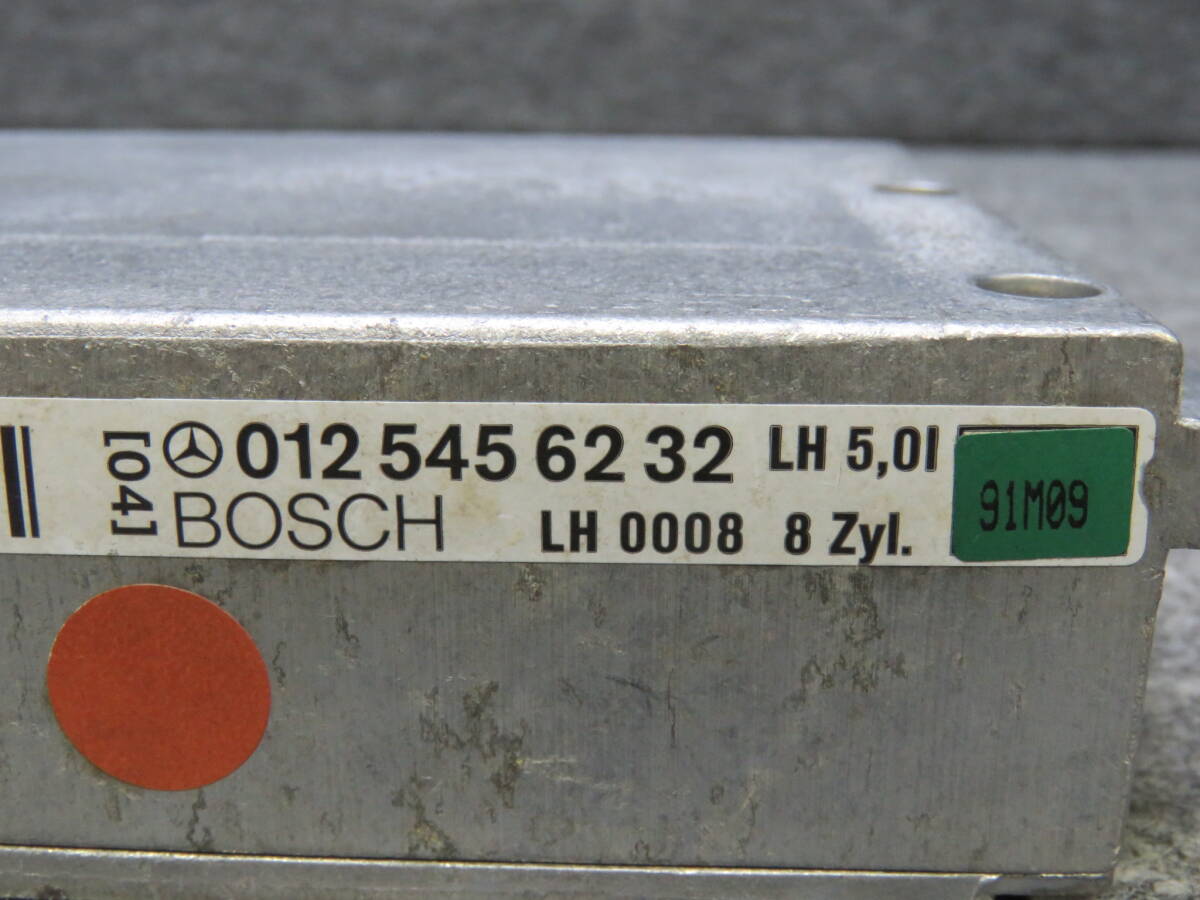 [04]
012 545 62 32 LH 5,0l
BOSCH LH 0008 8 Zyl.
91M09